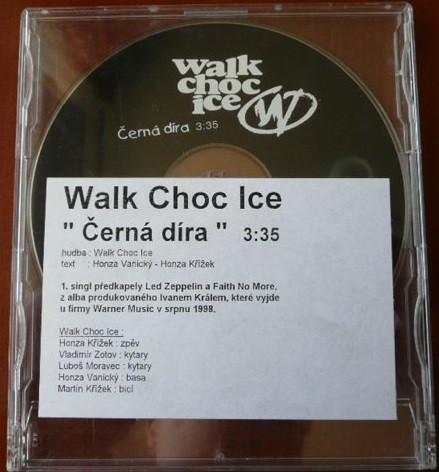 walk
choc
ice W
Černá díra 3:35
Walk Choc Ice
" Černá díra " 3:35
hudba : Walk Choc Ice
text : Honza Vanický - Honza Křížek
1. singl předkapely Led Zeppelin a Faith No More,
z alba produkovaného Ivanem Králem, které vyjde
u firmy Warner Music v srpnu 1998.
Walk Choc Ice :
Honza Křížek : zpěv
Vladimír Zotov : kytary
Luboš Moravec : kytary
Honza Vanický : basa
Martin Křížek : bicí